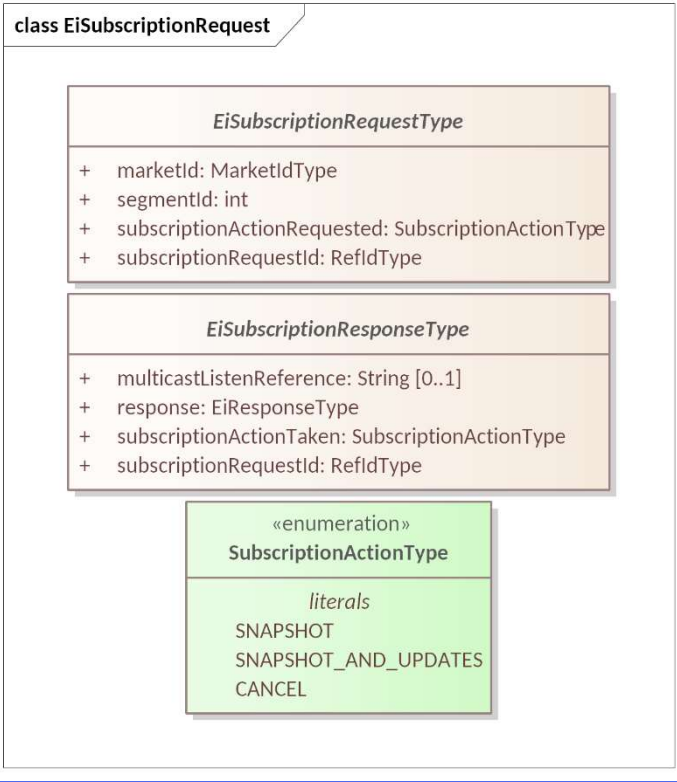 class EiSubscriptionRequest
EiSubscriptionRequestType
+ marketId: MarketIdType
+ segmentId: int
+ subscriptionActionRequested: SubscriptionActionType
+ subscriptionRequestId: RefIdType
EiSubscriptionResponseType
+ multicastListenReference: String [0..1]
+ response: EiResponseType
+ subscriptionActionTaken: SubscriptionActionType
+ subscriptionRequestId: RefIdType
«enumeration»
SubscriptionActionType
literals
SNAPSHOT
SNAPSHOT_AND_UPDATES
CANCEL